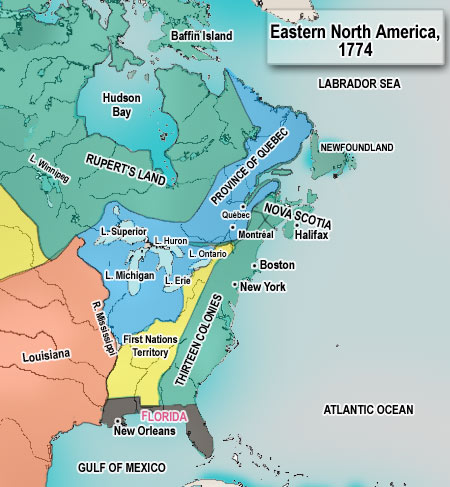 Eastern North America,
1774
Baffin Island
LABRADOR SEA
Hudson
Bay
NEWFOUNDLAND
RUPERT'S LAND
L. Winnipeg
PROVINCE OF QUEBEC
Québec
NOVA SCOTIA
Halifax
L. Superior
L. Huron
Montréal
L. Ontario
L. Michigan
L. Erie
Boston
New York
R. Mississippi
First Nations
Territory
THIRTEEN COLONIES
Louisiana
FLORIDA
New Orleans
ATLANTIC OCEAN
GULF OF MEXICO